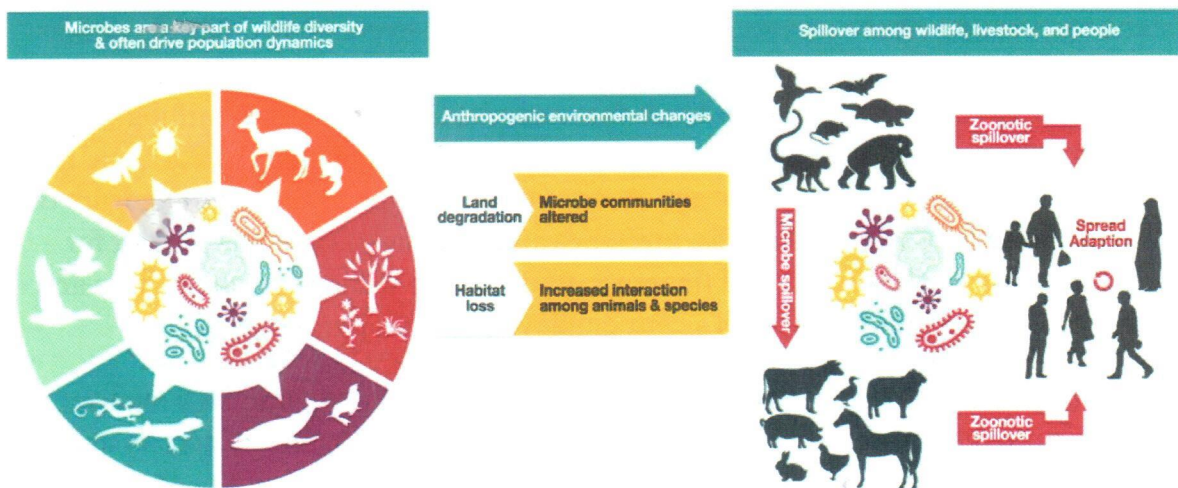 Microbes are a key part of wildlife diversity
& often drive population dynamics
Anthropogenic environmental changes
Land
degradation
Microbe communities
altered
Habitat
loss
Increased interaction
among animals & species
Spillover among wildlife, livestock, and people
Zoonotic
spillover
Microbe spillover
Spread
Adaption
Zoonotic
spillover